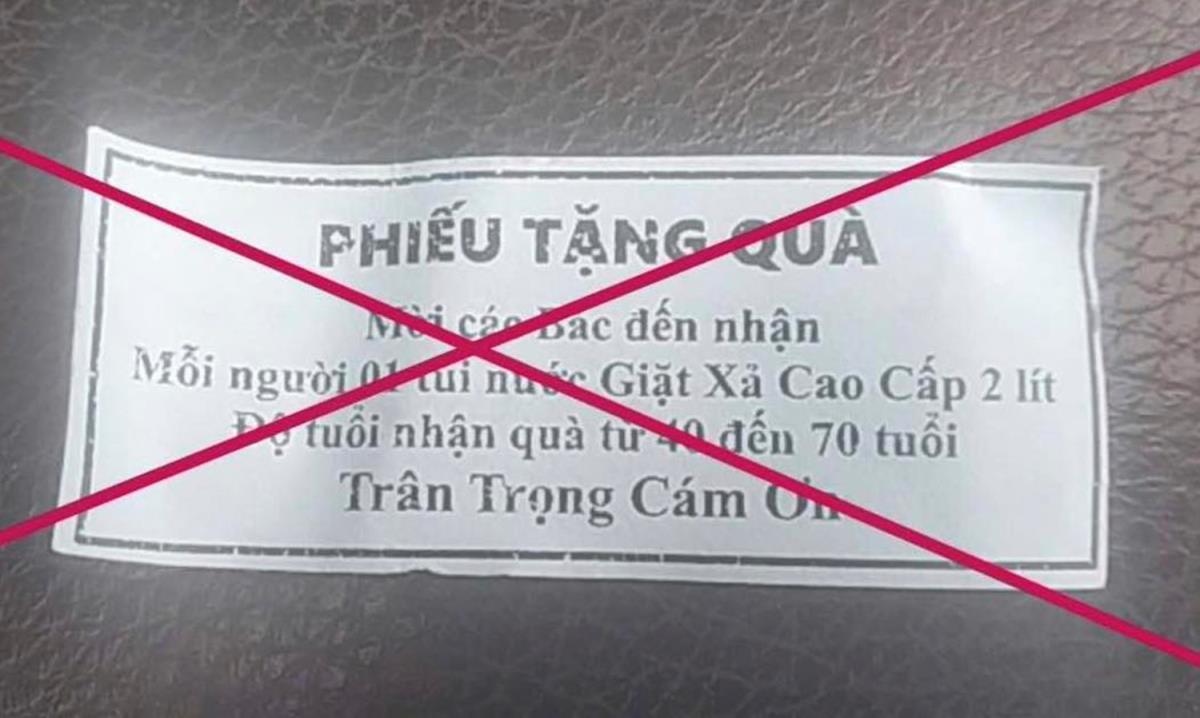 PHIẾU TẶNG QUÀ
Mời các Bác đến nhận
Mỗi người 01 túi nước Giặt Xả Cao Cấp 2 lít
Độ tuổi nhận quà từ 40 đến 70 tuổi
Trân Trọng Cám Ơn